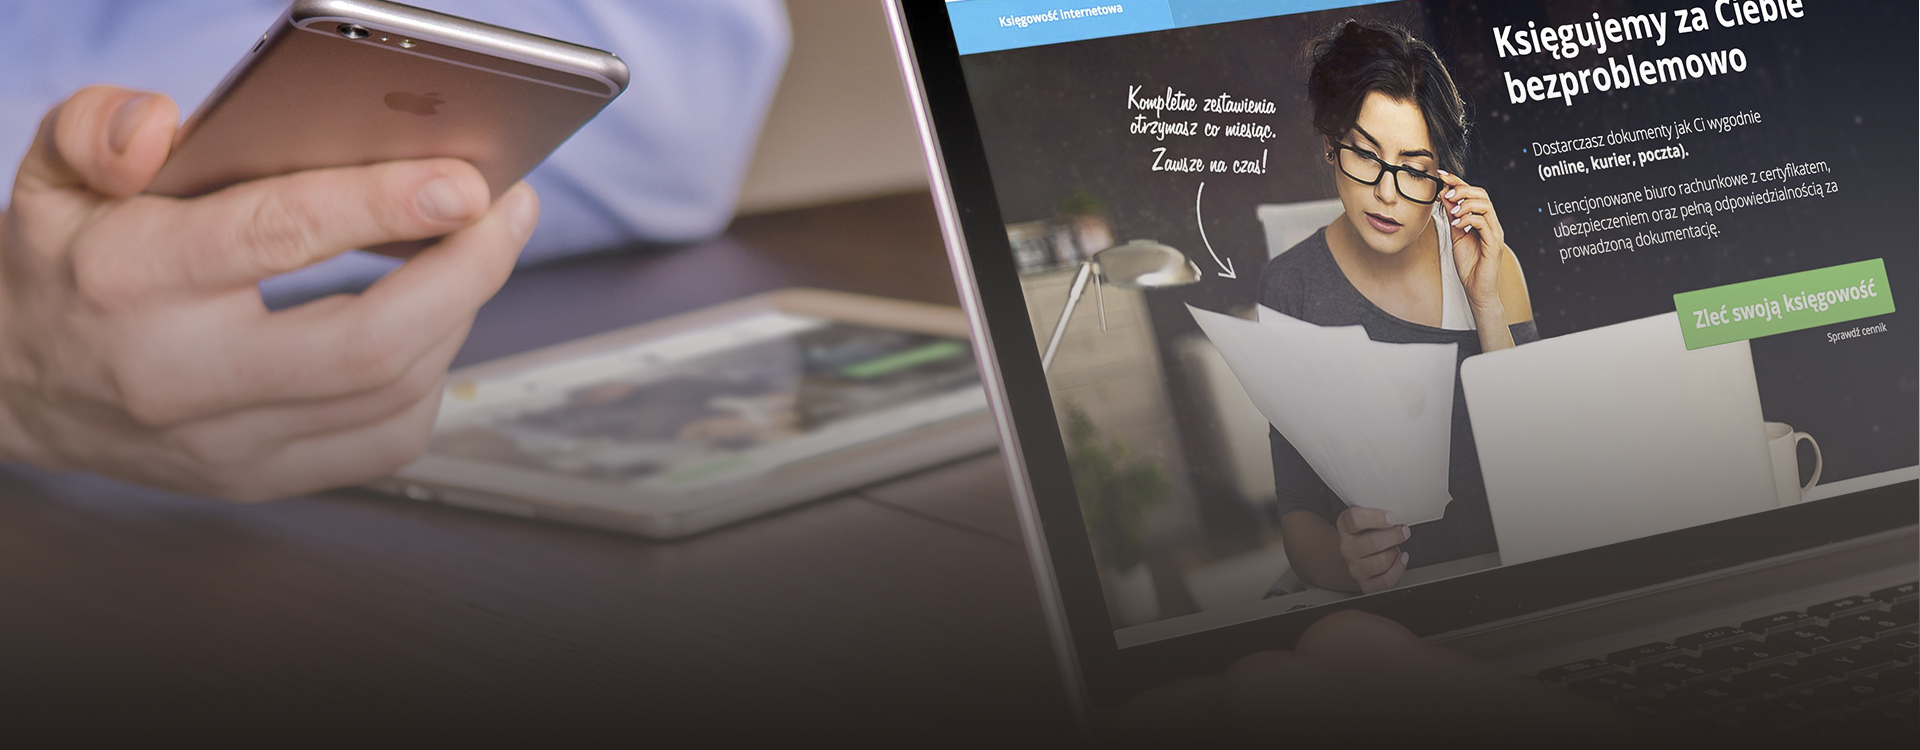 Księgowość internetowa
Księgujemy za Ciebie
bezproblemowo
Kompletne zestawienia
otrzymasz co miesiąc.
Zawsze na czas!
Dostarczasz dokumenty jak Ci wygodnie
(online, kurier, poczta).
Licencjonowane biuro rachunkowe z certyfikatem,
ubezpieczeniem oraz pełną odpowiedzialnością za
prowadzoną dokumentację.
Zleć swoją księgowość
Sprawdź cennik